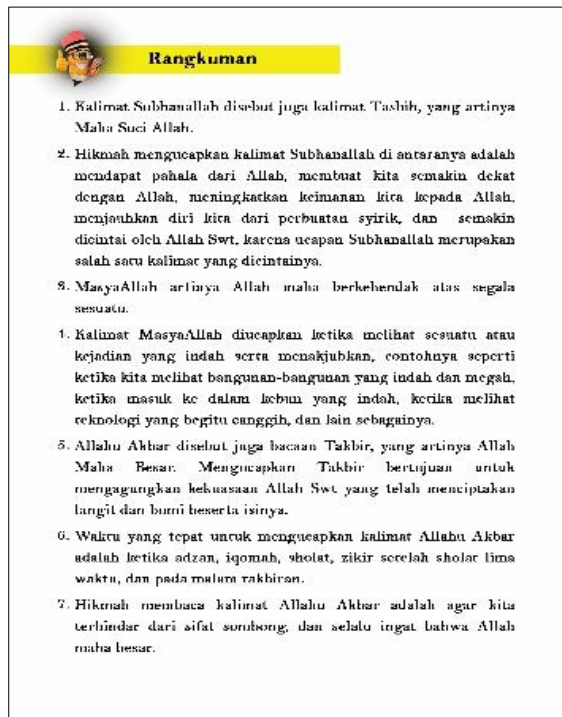 Rangkuman
1. Kalimat Subhanallah disebut juga kalimat Tasbih, yang artinya
Maha Suci Allah.
2. Hikmah mengucapkan kalimat Subhanallah di antaranya adalah
mendapat pahala dari Allah, membuat kita semakin dekat
dengan Allah, meningkatkan keimanan kita kepada Allah,
menjauhkan diri kita dari perbuatan syirik, dan semakin
dicintai oleh Allah Swt, karena ucapan Subhanallah merupakan
salah satu kalimat yang dicintainya.
3. MasyaAllah artinya Allah maha berkehendak atas segala
sesuatu.
4. Kalimat MasyaAllah diucapkan ketika melihat sesuatu atau
kejadian yang indah serta menakjubkan, contohnya seperti
ketika kita melihat bangunan-bangunan yang indah dan megah,
ketika masuk ke dalam kebun yang indah, ketika melihat
teknologi yang begitu canggih, dan lain sebagainya.
5. Allahu Akbar disebut juga bacaan Takbir, yang artinya Allah
Maha Besar. Mengucapkan Takbir bertujuan untuk
mengagungkan kekuasaan Allah Swt yang telah menciptakan
langit dan bumi beserta isinya.
6. Waktu yang tepat untuk mengucapkan kalimat Allahu Akbar
adalah ketika adzan, iqomah, sholat, zikir setelah sholat lima
waktu, dan pada malam takbiran.
7. Hikmah membaca kalimat Allahu Akbar adalah agar kita
terhindar dari sifat sombong, dan selalu ingat bahwa Allah
maha besar.